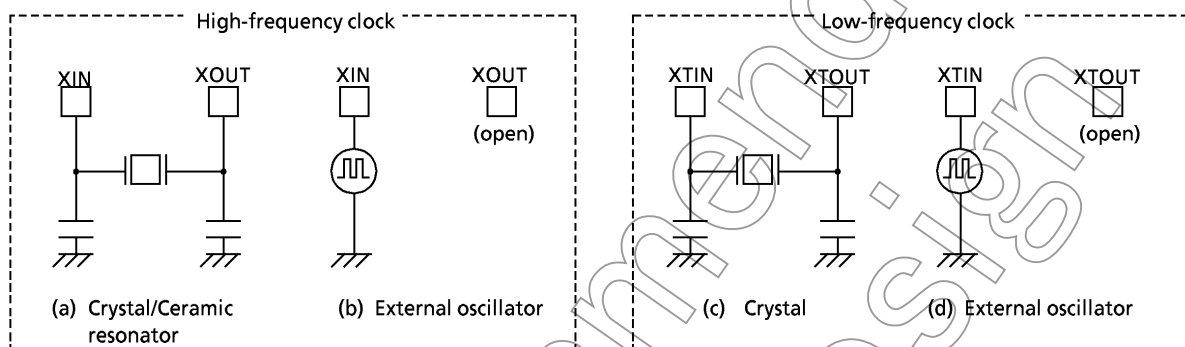 High-frequency clock
Low-frequency clock
XIN
XOUT
XIN
XOUT
XTIN
XTOUT
XTIN
XTOUT
(open)
(open)
(a) Crystal/Ceramic
resonator
(b) External oscillator
(c) Crystal
(d) External oscillator